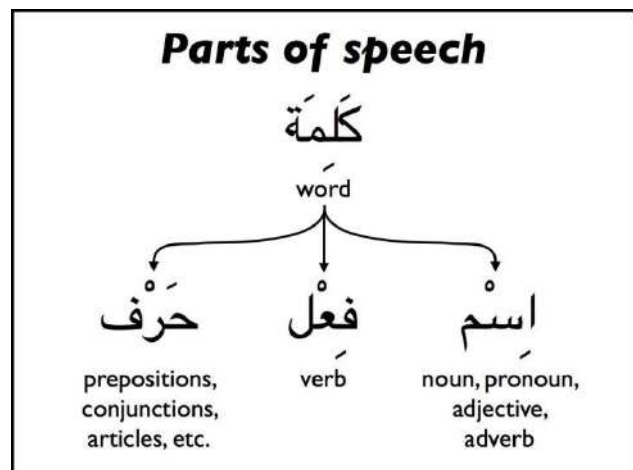 Parts of speech
كَلِمَة
word
حَرْف فِعْل اِسْم
prepositions, verb noun, pronoun,
conjunctions, adjective,
articles, etc. adverb